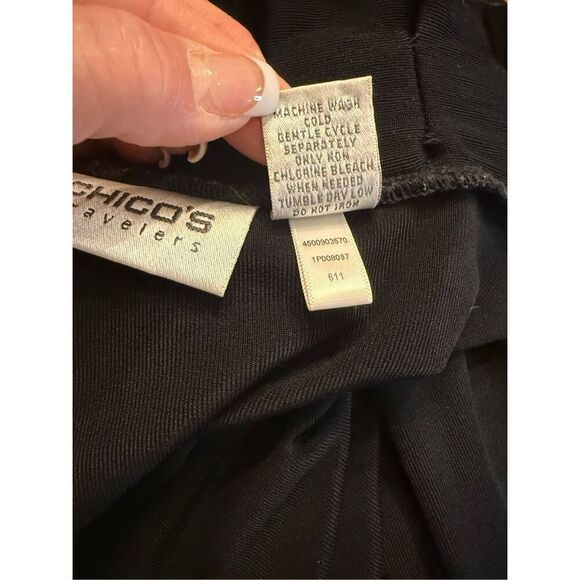 MACHINE WASH
COLD
GENTLE CYCLE
SEPARATELY
ONLY NON
CHLORINE BLEACH
WHEN NEEDED
TUMBLE DRY LOW
DO NOT IRON
CHICO'S
travelers
4500903570
1P008097
611